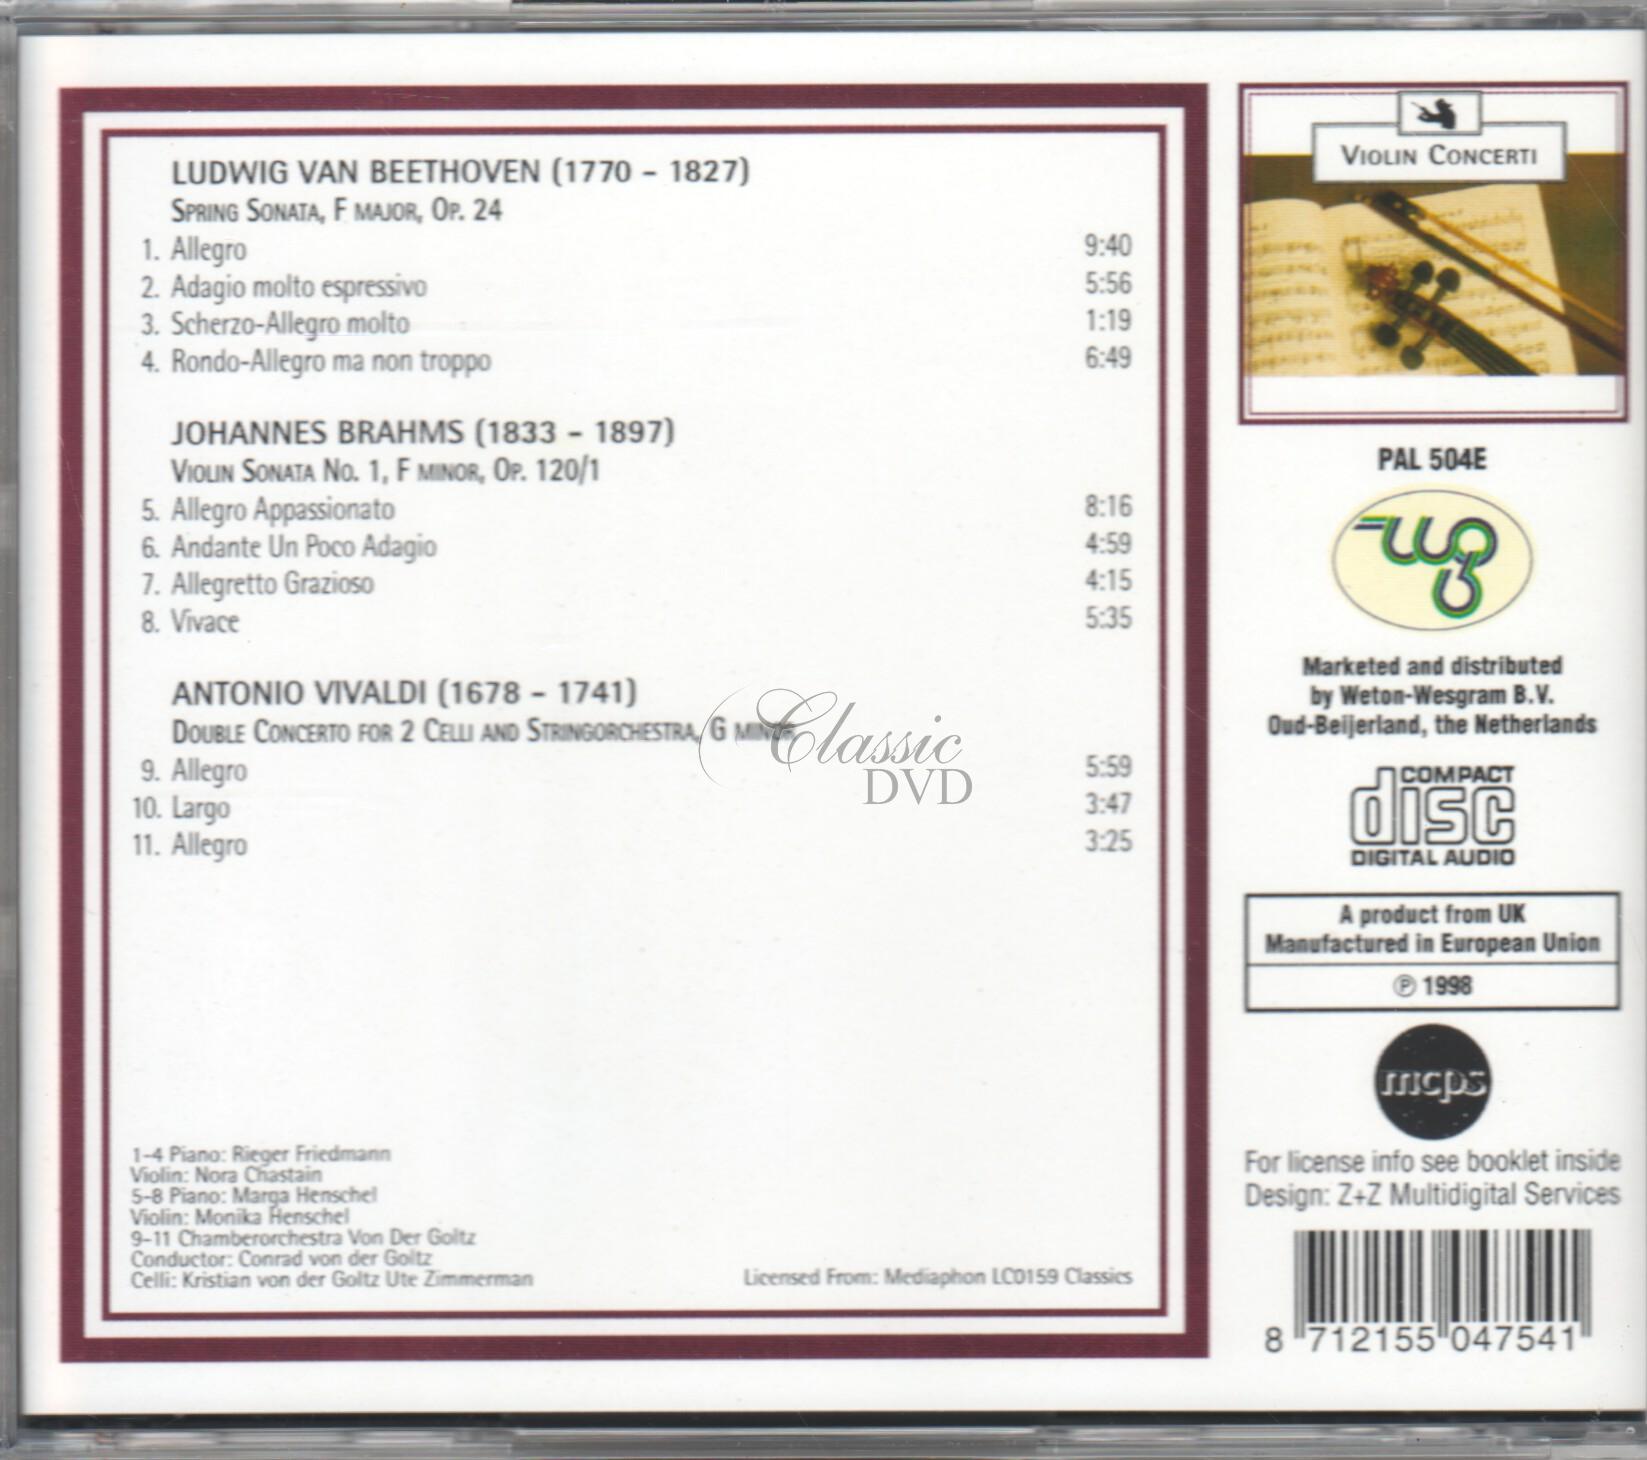 LUDWIG VAN BEETHOVEN (1770 - 1827)
SPRING SONATA, F MAJOR, OP. 24
1. Allegro 9:40
2. Adagio molto espressivo 5:56
3. Scherzo-Allegro molto 1:19
4. Rondo-Allegro ma non troppo 6:49
JOHANNES BRAHMS (1833 - 1897)
VIOLIN SONATA NO. 1, F MINOR, OP. 120/1
5. Allegro Appassionato 8:16
6. Andante Un Poco Adagio 4:59
7. Allegretto Grazioso 4:15
8. Vivace 5:35
ANTONIO VIVALDI (1678 - 1741)
DOUBLE CONCERTO FOR 2 CELLI AND STRINGORCHESTRA, G MINOR
9. Allegro 5:59
10. Largo 3:47
11. Allegro 3:25
Classic
DVD
1-4 Piano: Rieger Friedmann
Violin: Nora Chastain
5-8 Piano: Marga Henschel
Violin: Monika Henschel
9-11 Chamberorchestra Von Der Goltz
Conductor: Conrad von der Goltz
Celli: Kristian von der Goltz Ute Zimmerman
Licensed From: Mediaphon LC0159 Classics
VIOLIN CONCERTI
PAL 504E
Marketed and distributed
by Weton-Wesgram B.V.
Oud-Beijerland, the Netherlands
COMPACT
disc
DIGITAL AUDIO
A product from UK
Manufactured in European Union
℗ 1998
mcps
For license info see booklet inside
Design: Z+Z Multidigital Services
8 712155 047541